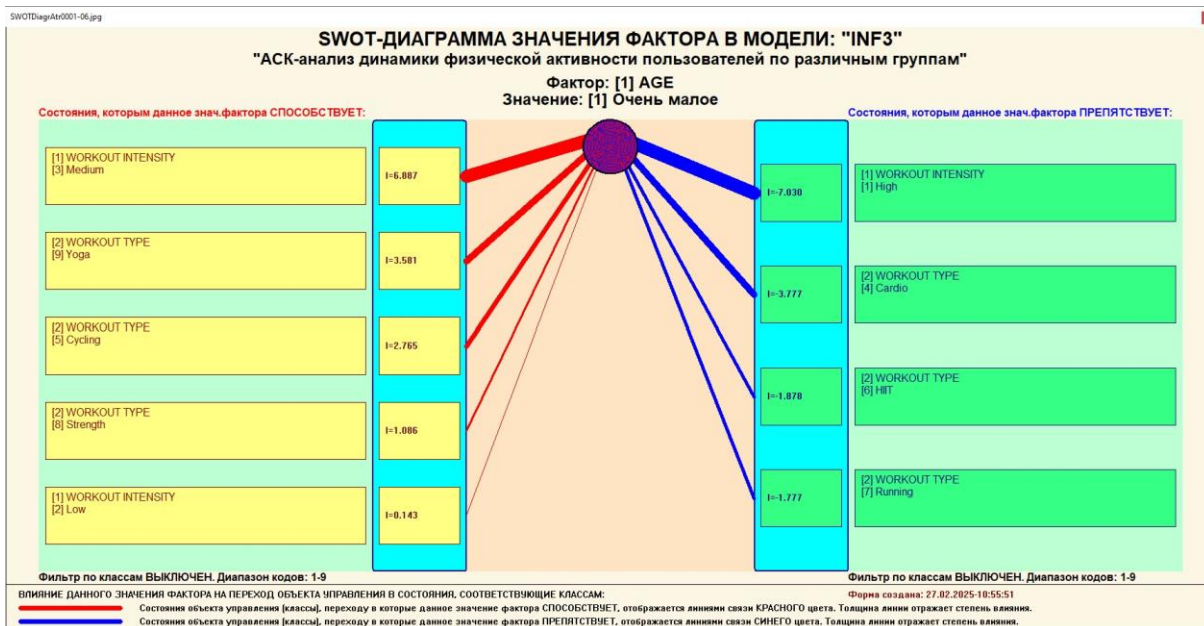 SWOTDiagrAtr0001-06.jpg
SWOT-ДИАГРАММА ЗНАЧЕНИЯ ФАКТОРА В МОДЕЛИ: "INF3"
"АСК-анализ динамики физической активности пользователей по различным группам"
Фактор: [1] AGE
Значение: [1] Очень малое
Состояния, которым данное знач.фактора СПОСОБСТВУЕТ:
[1] WORKOUT INTENSITY
[3] Medium
I=6.887
[2] WORKOUT TYPE
[9] Yoga
I=3.581
[2] WORKOUT TYPE
[5] Cycling
I=2.765
[2] WORKOUT TYPE
[8] Strength
I=1.086
[1] WORKOUT INTENSITY
[2] Low
I=0.143
Фильтр по классам ВЫКЛЮЧЕН. Диапазон кодов: 1-9
Состояния, которым данное знач.фактора ПРЕПЯТСТВУЕТ:
I=-7.030
[1] WORKOUT INTENSITY
[1] High
I=-3.777
[2] WORKOUT TYPE
[4] Cardio
I=-1.878
[2] WORKOUT TYPE
[6] HIIT
I=-1.777
[2] WORKOUT TYPE
[7] Running
Фильтр по классам ВЫКЛЮЧЕН. Диапазон кодов: 1-9
ВЛИЯНИЕ ДАННОГО ЗНАЧЕНИЯ ФАКТОРА НА ПЕРЕХОД ОБЪЕКТА УПРАВЛЕНИЯ В СОСТОЯНИЯ, СООТВЕТСТВУЮЩИЕ КЛАССАМ:
Форма создана: 27.02.2025-10:55:51
Состояния объекта управления (классы), переходу в которые данное значение фактора СПОСОБСТВУЕТ, отображается линиями связи КРАСНОГО цвета. Толщина линии отражает степень влияния.
Состояния объекта управления (классы), переходу в которые данное значение фактора ПРЕПЯТСТВУЕТ, отображается линиями связи СИНЕГО цвета. Толщина линии отражает степень влияния.